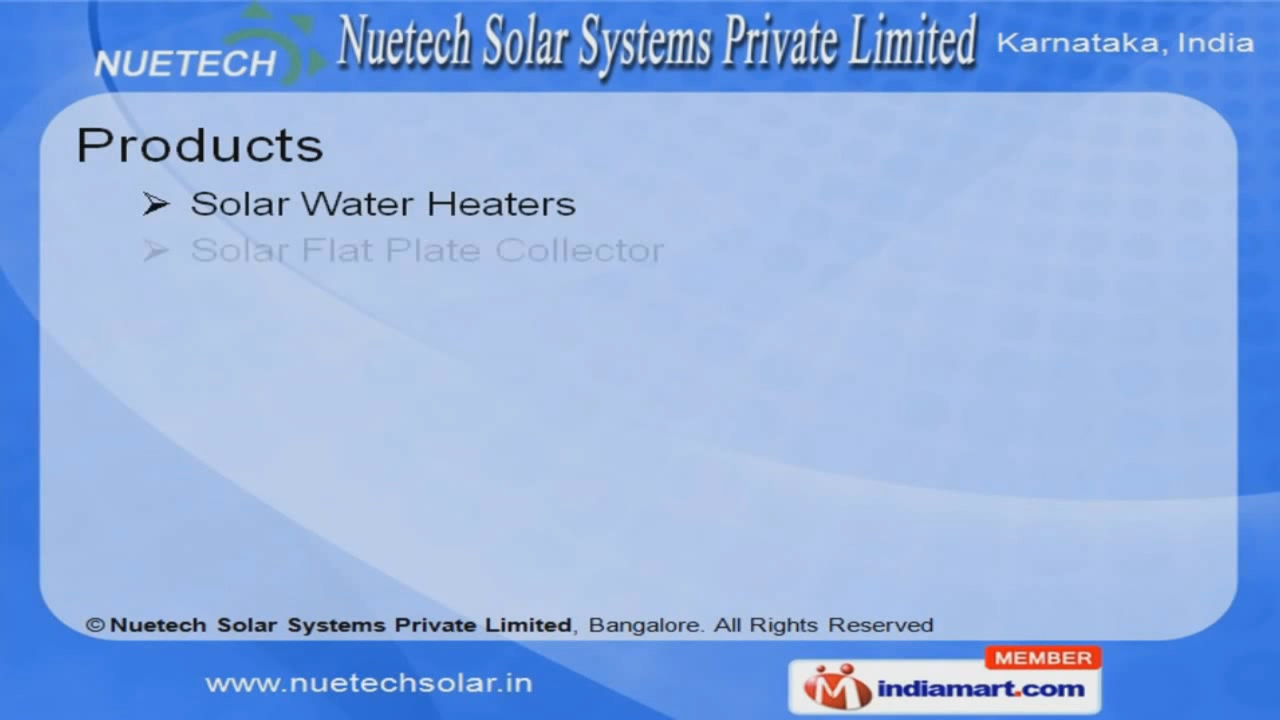 NUETECH
Nuetech Solar Systems Private Limited
Karnataka, India
Products
➢ Solar Water Heaters
➢ Solar Flat Plate Collector
© Nuetech Solar Systems Private Limited, Bangalore. All Rights Reserved
www.nuetechsolar.in
MEMBER
indiamart.com